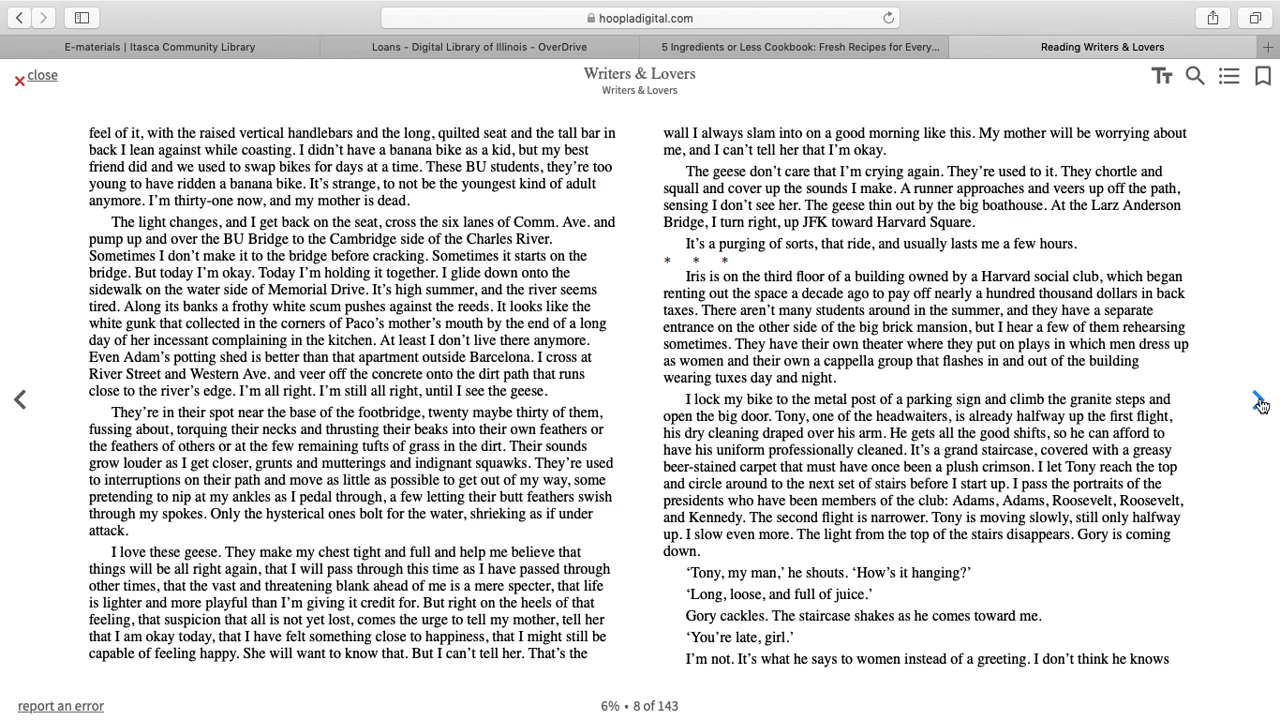 hoopladigital.com
E-materials | Itasca Community Library
Loans - Digital Library of Illinois - OverDrive
5 Ingredients or Less Cookbook: Fresh Recipes for Every...
Reading Writers & Lovers
close
Writers & Lovers
Writers & Lovers
TT
feel of it, with the raised vertical handlebars and the long, quilted seat and the tall bar in
back I lean against while coasting. I didn’t have a banana bike as a kid, but my best
friend did and we used to swap bikes for days at a time. These BU students, they’re too
young to have ridden a banana bike. It’s strange, to not be the youngest kind of adult
anymore. I’m thirty-one now, and my mother is dead.
The light changes, and I get back on the seat, cross the six lanes of Comm. Ave. and
pump up and over the BU Bridge to the Cambridge side of the Charles River.
Sometimes I don’t make it to the bridge before cracking. Sometimes it starts on the
bridge. But today I’m okay. Today I’m holding it together. I glide down onto the
sidewalk on the water side of Memorial Drive. It’s high summer, and the river seems
tired. Along its banks a frothy white scum pushes against the reeds. It looks like the
white gunk that collected in the corners of Paco’s mother’s mouth by the end of a long
day of her incessant complaining in the kitchen. At least I don’t live there anymore.
Even Adam’s potting shed is better than that apartment outside Barcelona. I cross at
River Street and Western Ave. and veer off the concrete onto the dirt path that runs
close to the river’s edge. I’m all right. I’m still all right, until I see the geese.
They’re in their spot near the base of the footbridge, twenty maybe thirty of them,
fussing about, torquing their necks and thrusting their beaks into their own feathers or
the feathers of others or at the few remaining tufts of grass in the dirt. Their sounds
grow louder as I get closer, grunts and mutterings and indignant squawks. They’re used
to interruptions on their path and move as little as possible to get out of my way, some
pretending to nip at my ankles as I pedal through, a few letting their butt feathers swish
through my spokes. Only the hysterical ones bolt for the water, shrieking as if under
attack.
I love these geese. They make my chest tight and full and help me believe that
things will be all right again, that I will pass through this time as I have passed through
other times, that the vast and threatening blank ahead of me is a mere specter, that life
is lighter and more playful than I’m giving it credit for. But right on the heels of that
feeling, that suspicion that all is not yet lost, comes the urge to tell my mother, tell her
that I am okay today, that I have felt something close to happiness, that I might still be
capable of feeling happy. She will want to know that. But I can’t tell her. That’s the
wall I always slam into on a good morning like this. My mother will be worrying about
me, and I can’t tell her that I’m okay.
The geese don’t care that I’m crying again. They’re used to it. They chortle and
squall and cover up the sounds I make. A runner approaches and veers up off the path,
sensing I don’t see her. The geese thin out by the big boathouse. At the Larz Anderson
Bridge, I turn right, up JFK toward Harvard Square.
It’s a purging of sorts, that ride, and usually lasts me a few hours.
* * *
Iris is on the third floor of a building owned by a Harvard social club, which began
renting out the space a decade ago to pay off nearly a hundred thousand dollars in back
taxes. There aren’t many students around in the summer, and they have a separate
entrance on the other side of the big brick mansion, but I hear a few of them rehearsing
sometimes. They have their own theater where they put on plays in which men dress up
as women and their own a cappella group that flashes in and out of the building
wearing tuxes day and night.
I lock my bike to the metal post of a parking sign and climb the granite steps and
open the big door. Tony, one of the headwaiters, is already halfway up the first flight,
his dry cleaning draped over his arm. He gets all the good shifts, so he can afford to
have his uniform professionally cleaned. It’s a grand staircase, covered with a greasy
beer-stained carpet that must have once been a plush crimson. I let Tony reach the top
and circle around to the next set of stairs before I start up. I pass the portraits of the
presidents who have been members of the club: Adams, Adams, Roosevelt, Roosevelt,
and Kennedy. The second flight is narrower. Tony is moving slowly, still only halfway
up. I slow even more. The light from the top of the stairs disappears. Gory is coming
down.
‘Tony, my man,’ he shouts. ‘How’s it hanging?’
‘Long, loose, and full of juice.’
Gory cackles. The staircase shakes as he comes toward me.
‘You’re late, girl.’
I’m not. It’s what he says to women instead of a greeting. I don’t think he knows
report an error
6% • 8 of 143